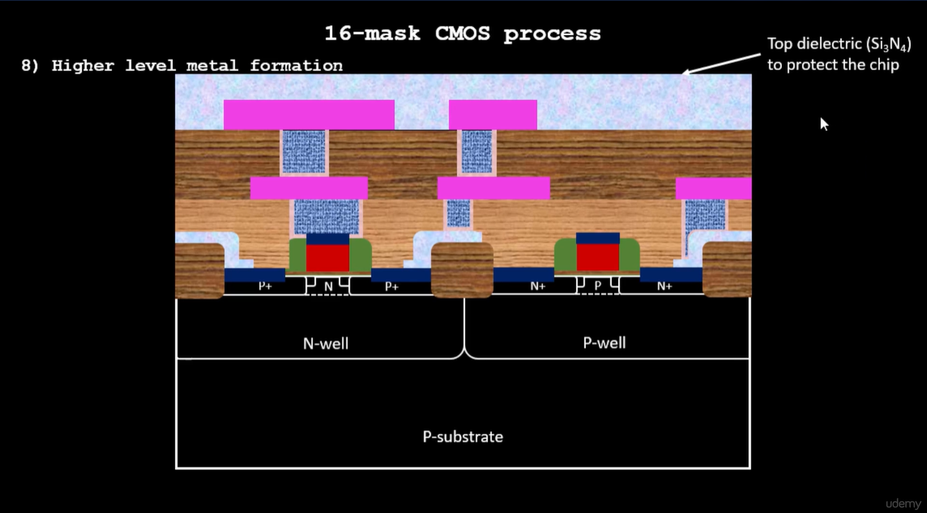 16-mask CMOS process
Top dielectric (Si₃N₄)
to protect the chip
8) Higher level metal formation
P+
N
P+
N+
P
N+
N-well
P-well
P-substrate
udemy